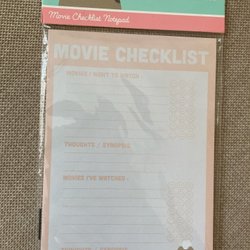 Movie Checklist Notepad
MOVIE CHECKLIST
MOVIES I WANT TO WATCH
THOUGHTS / SYNOPSIS
MOVIES I'VE WATCHED